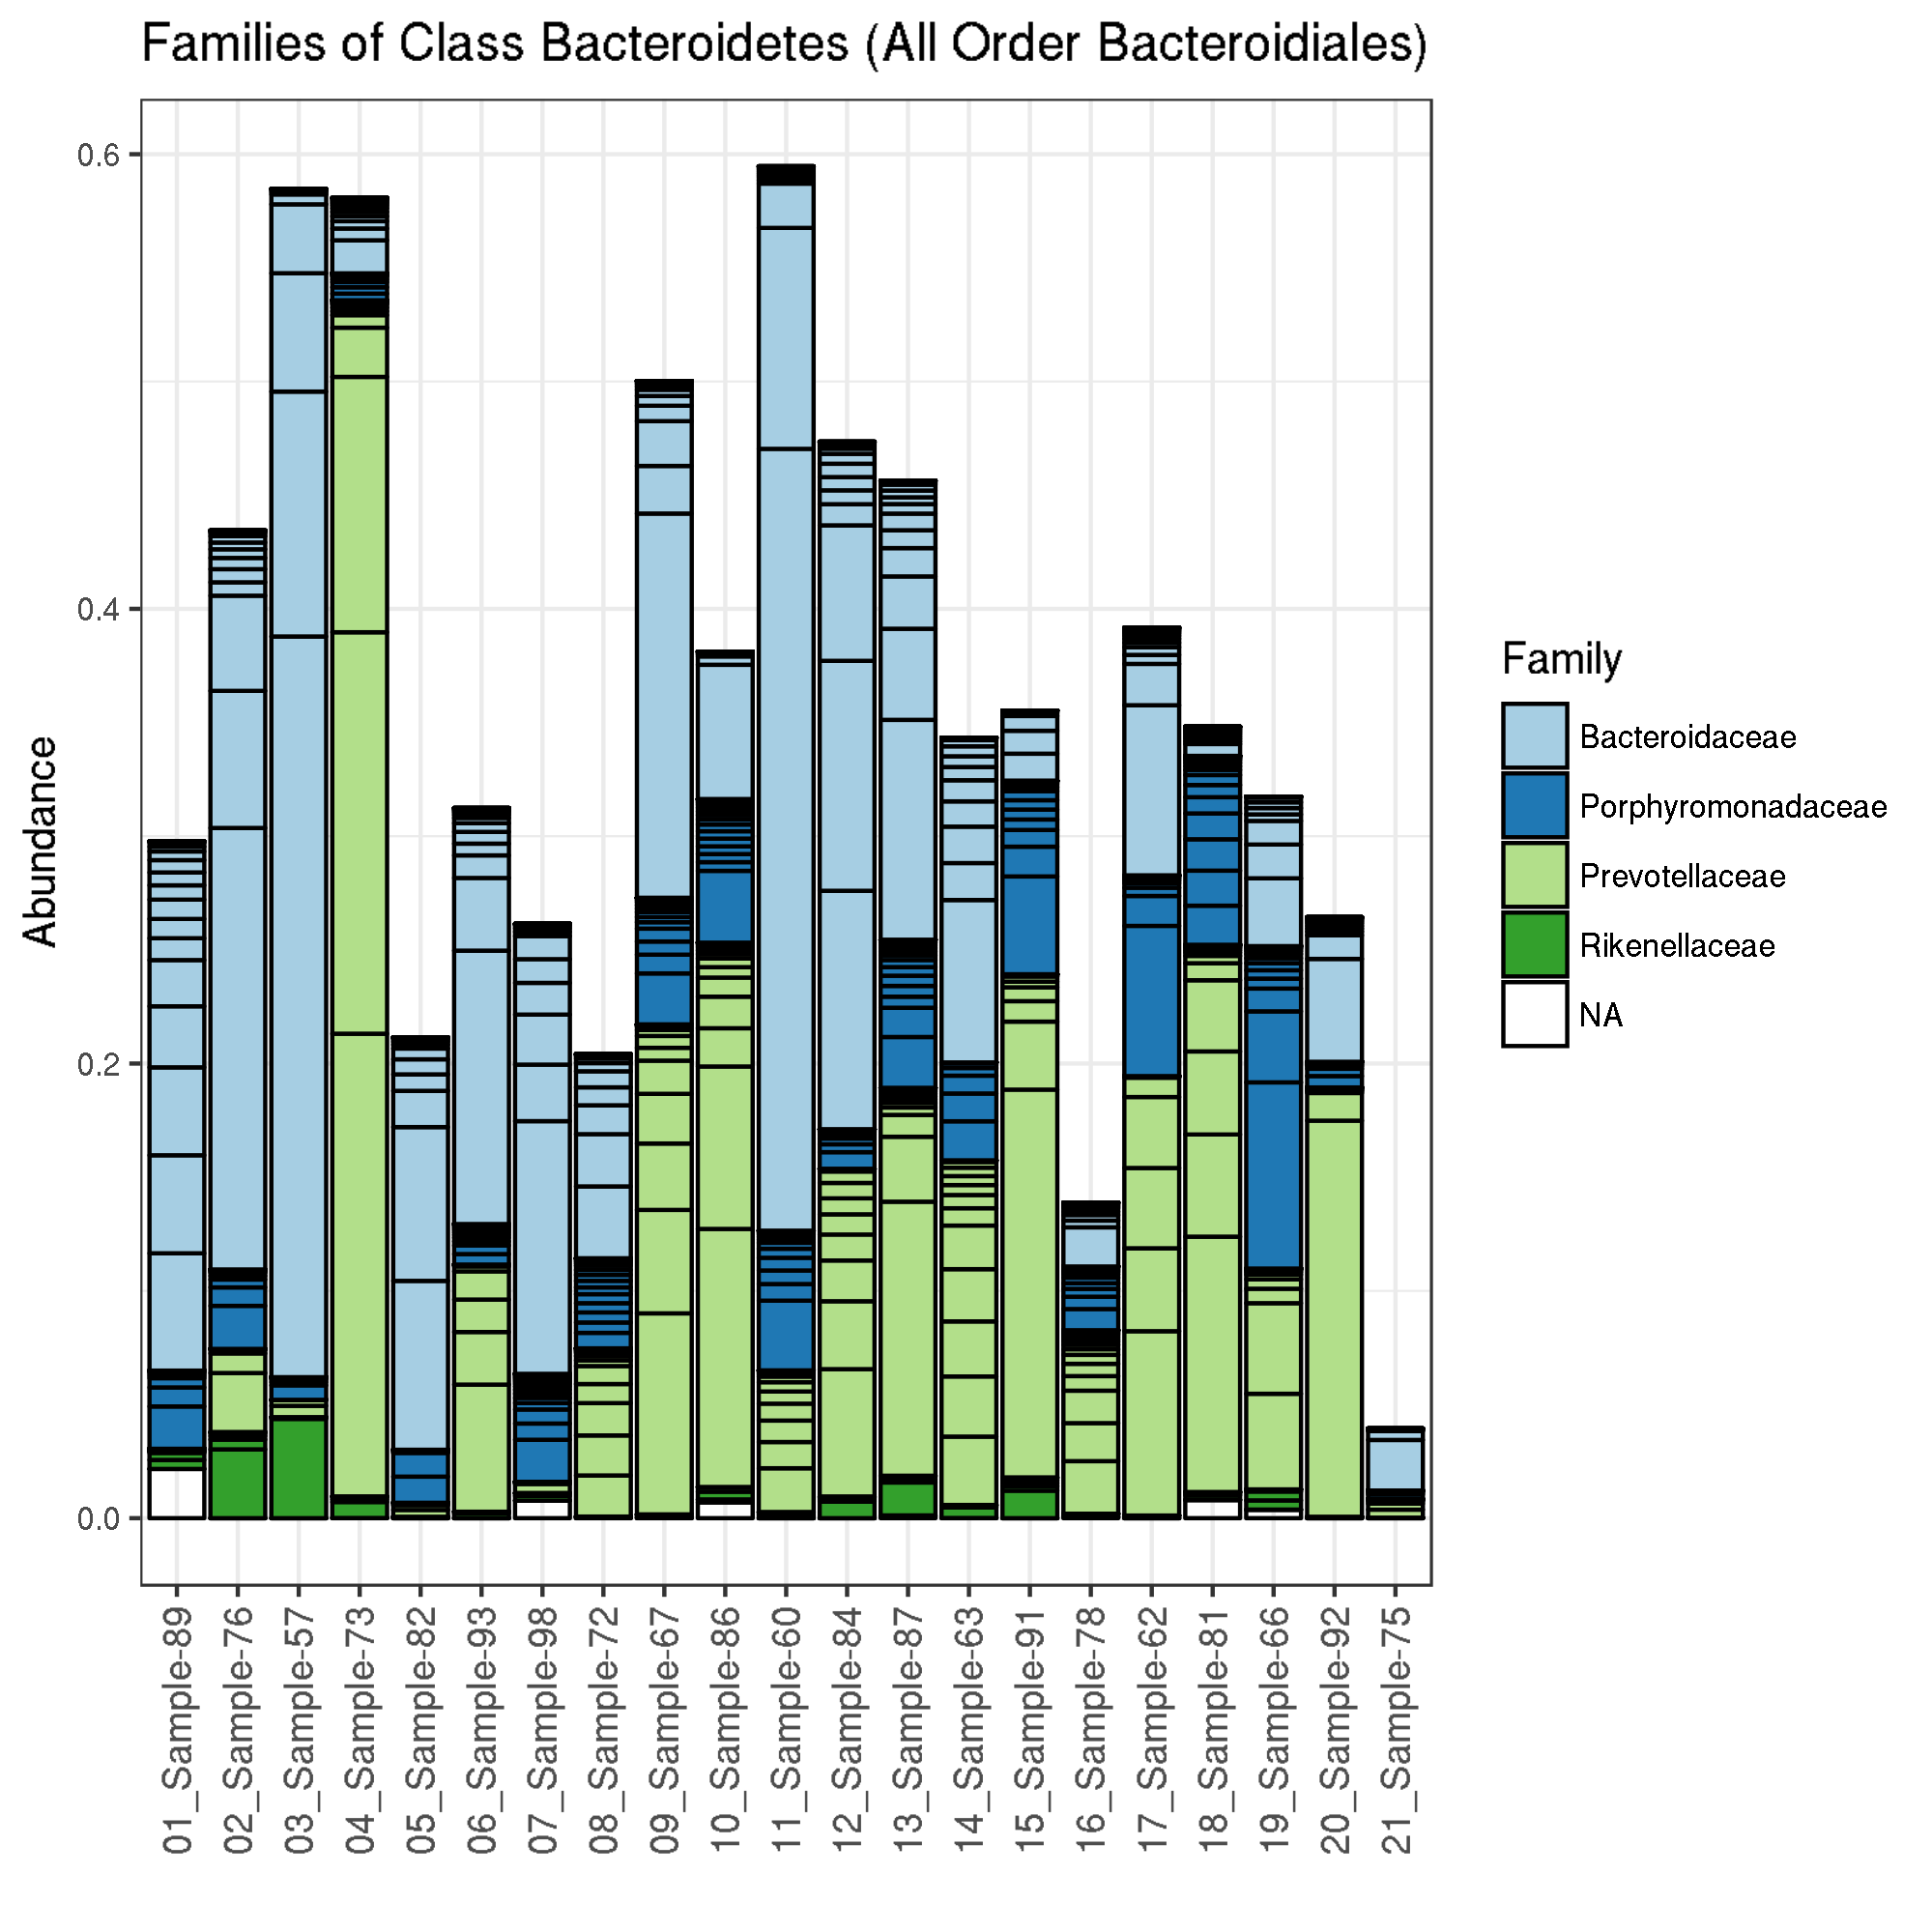 Families of Class Bacteroidetes (All Order Bacteroidiales)
Abundance
0.6
0.4
0.2
0.0
01_Sample-89
02_Sample-76
03_Sample-57
04_Sample-73
05_Sample-82
06_Sample-93
07_Sample-98
08_Sample-72
09_Sample-67
10_Sample-86
11_Sample-60
12_Sample-84
13_Sample-87
14_Sample-63
15_Sample-91
16_Sample-78
17_Sample-62
18_Sample-81
19_Sample-66
20_Sample-92
21_Sample-75
Family
Bacteroidaceae
Porphyromonadaceae
Prevotellaceae
Rikenellaceae
NA